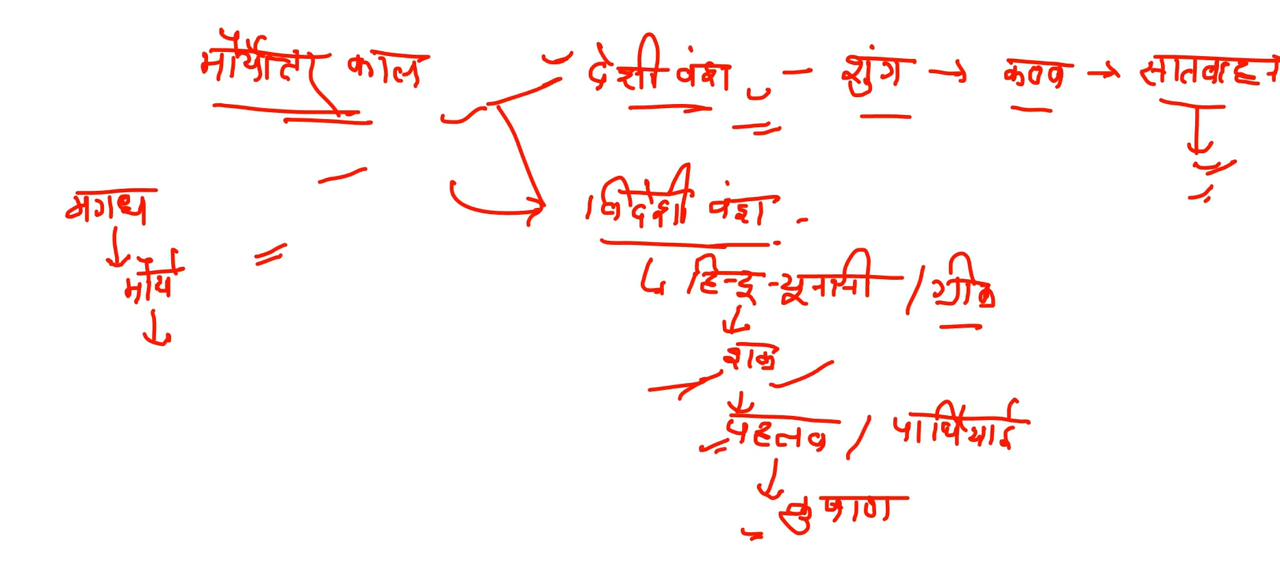 मौर्योत्तर काल
देशी वंश - शुंग → कण्व → सातवाहन
विदेशी वंश
मगध
↓
मौर्य
↓
↳ हिन्द-यूनानी / ग्रीक
↓
शक
↓
पहलव / पार्थियाई
↓
कुषाण